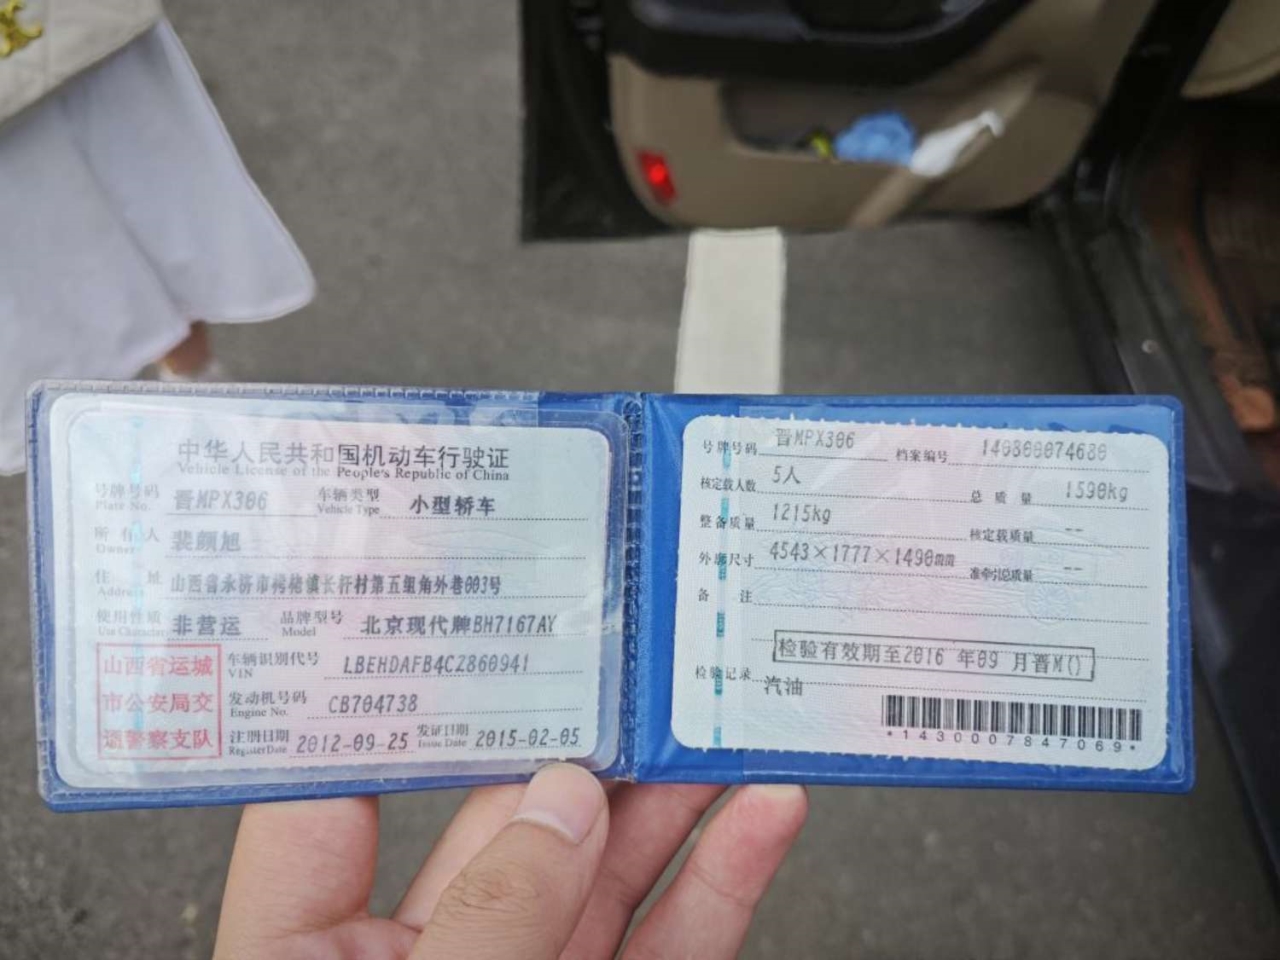 中华人民共和国机动车行驶证
Vehicle License of the People's Republic of China
号牌号码 晋MPX306 车辆类型 小型轿车
Plate No. Vehicle Type
所有人 裴颜旭
Owner
住址 山西省永济市栲栳镇长杆村第五组角外巷003号
Address
使用性质 非营运 品牌型号 北京现代牌BH7167AY
Use Character Model
山西省运城
市公安局交
通警察支队
车辆识别代号 LBEHDAFB4CZ860941
VIN
发动机号码 CB704738
Engine No.
注册日期 2012-09-25 发证日期 2015-02-05
Register Date Issue Date
号牌号码 晋MPX306 档案编号 140800074680
核定载人数 5人 总质量 1590kg
整备质量 1215kg 核定载质量 --
外廓尺寸 4543×1777×1490mm 准牵引总质量 --
备注
检验有效期至2016 年09 月晋M()
检验记录 汽油
*1430007847069*